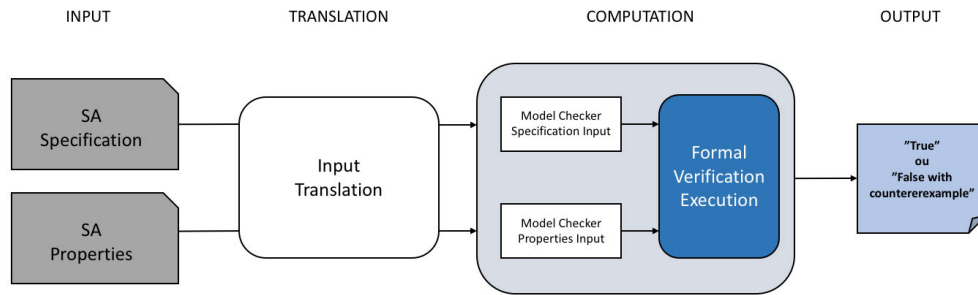 INPUT
TRANSLATION
COMPUTATION
OUTPUT
SA
Specification
SA
Properties
Input
Translation
Model Checker
Specification Input
Model Checker
Properties Input
Formal
Verification
Execution
”True”
ou
”False with
countererexample”